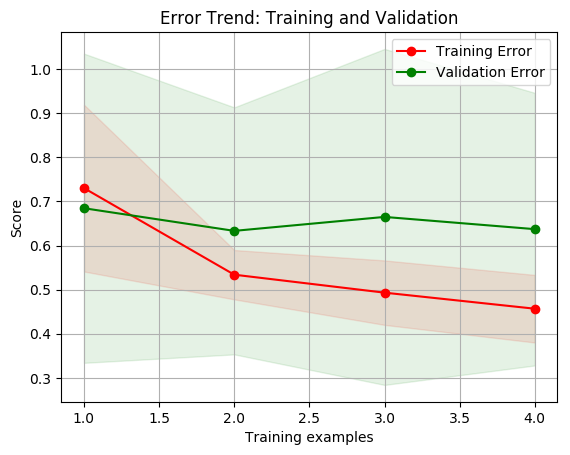 Error Trend: Training and Validation
Training Error
Validation Error
1.0
0.9
0.8
0.7
0.6
0.5
0.4
0.3
Score
1.0 1.5 2.0 2.5 3.0 3.5 4.0
Training examples